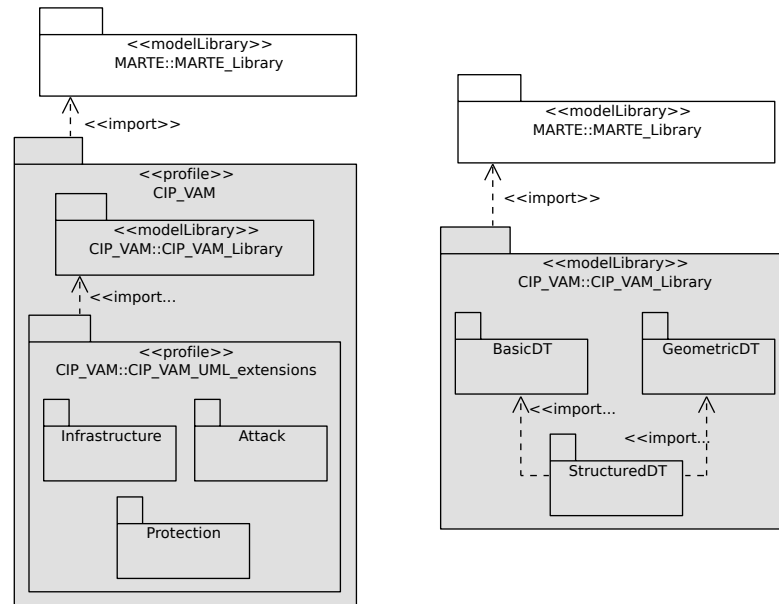 <<modelLibrary>>
MARTE::MARTE_Library
<<import>>
<<profile>>
CIP_VAM
<<modelLibrary>>
CIP_VAM::CIP_VAM_Library
<<import...
<<profile>>
CIP_VAM::CIP_VAM_UML_extensions
Infrastructure
Attack
Protection
<<modelLibrary>>
MARTE::MARTE_Library
<<import>>
<<modelLibrary>>
CIP_VAM::CIP_VAM_Library
BasicDT
GeometricDT
<<import...
<<import...
StructuredDT